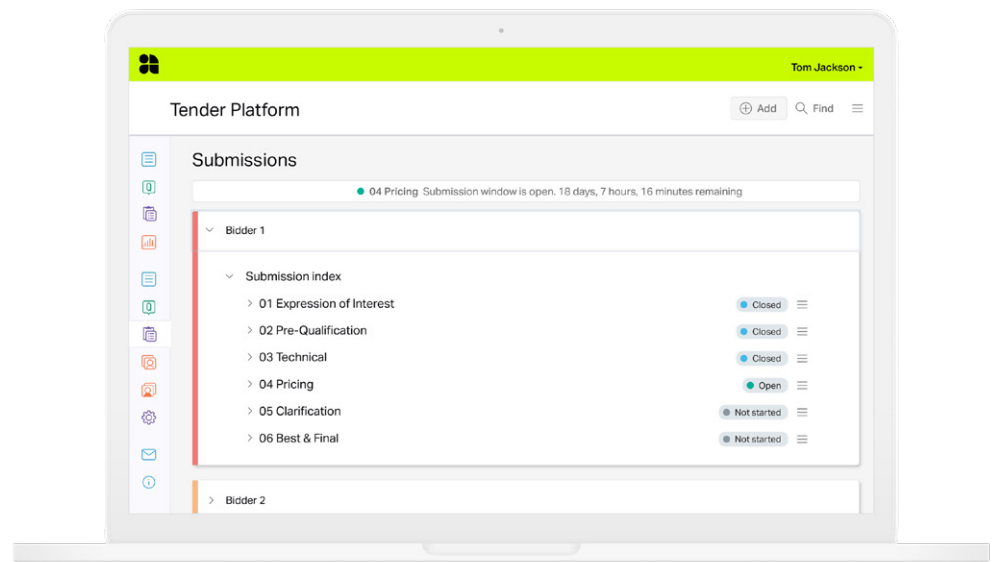 Tom Jackson
Tender Platform
Add
Find
Submissions
04 Pricing Submission window is open. 18 days, 7 hours, 16 minutes remaining
Bidder 1
Submission index
01 Expression of Interest Closed
02 Pre-Qualification Closed
03 Technical Closed
04 Pricing Open
05 Clarification Not started
06 Best & Final Not started
Bidder 2